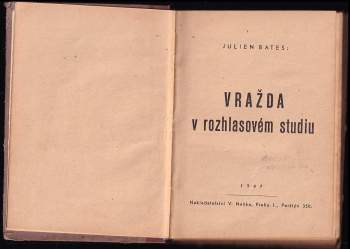 JULIEN BATES:
VRAŽDA
v rozhlasovém studiu
Nakladatelství V. Naňka, Praha I., Perštýn 350.